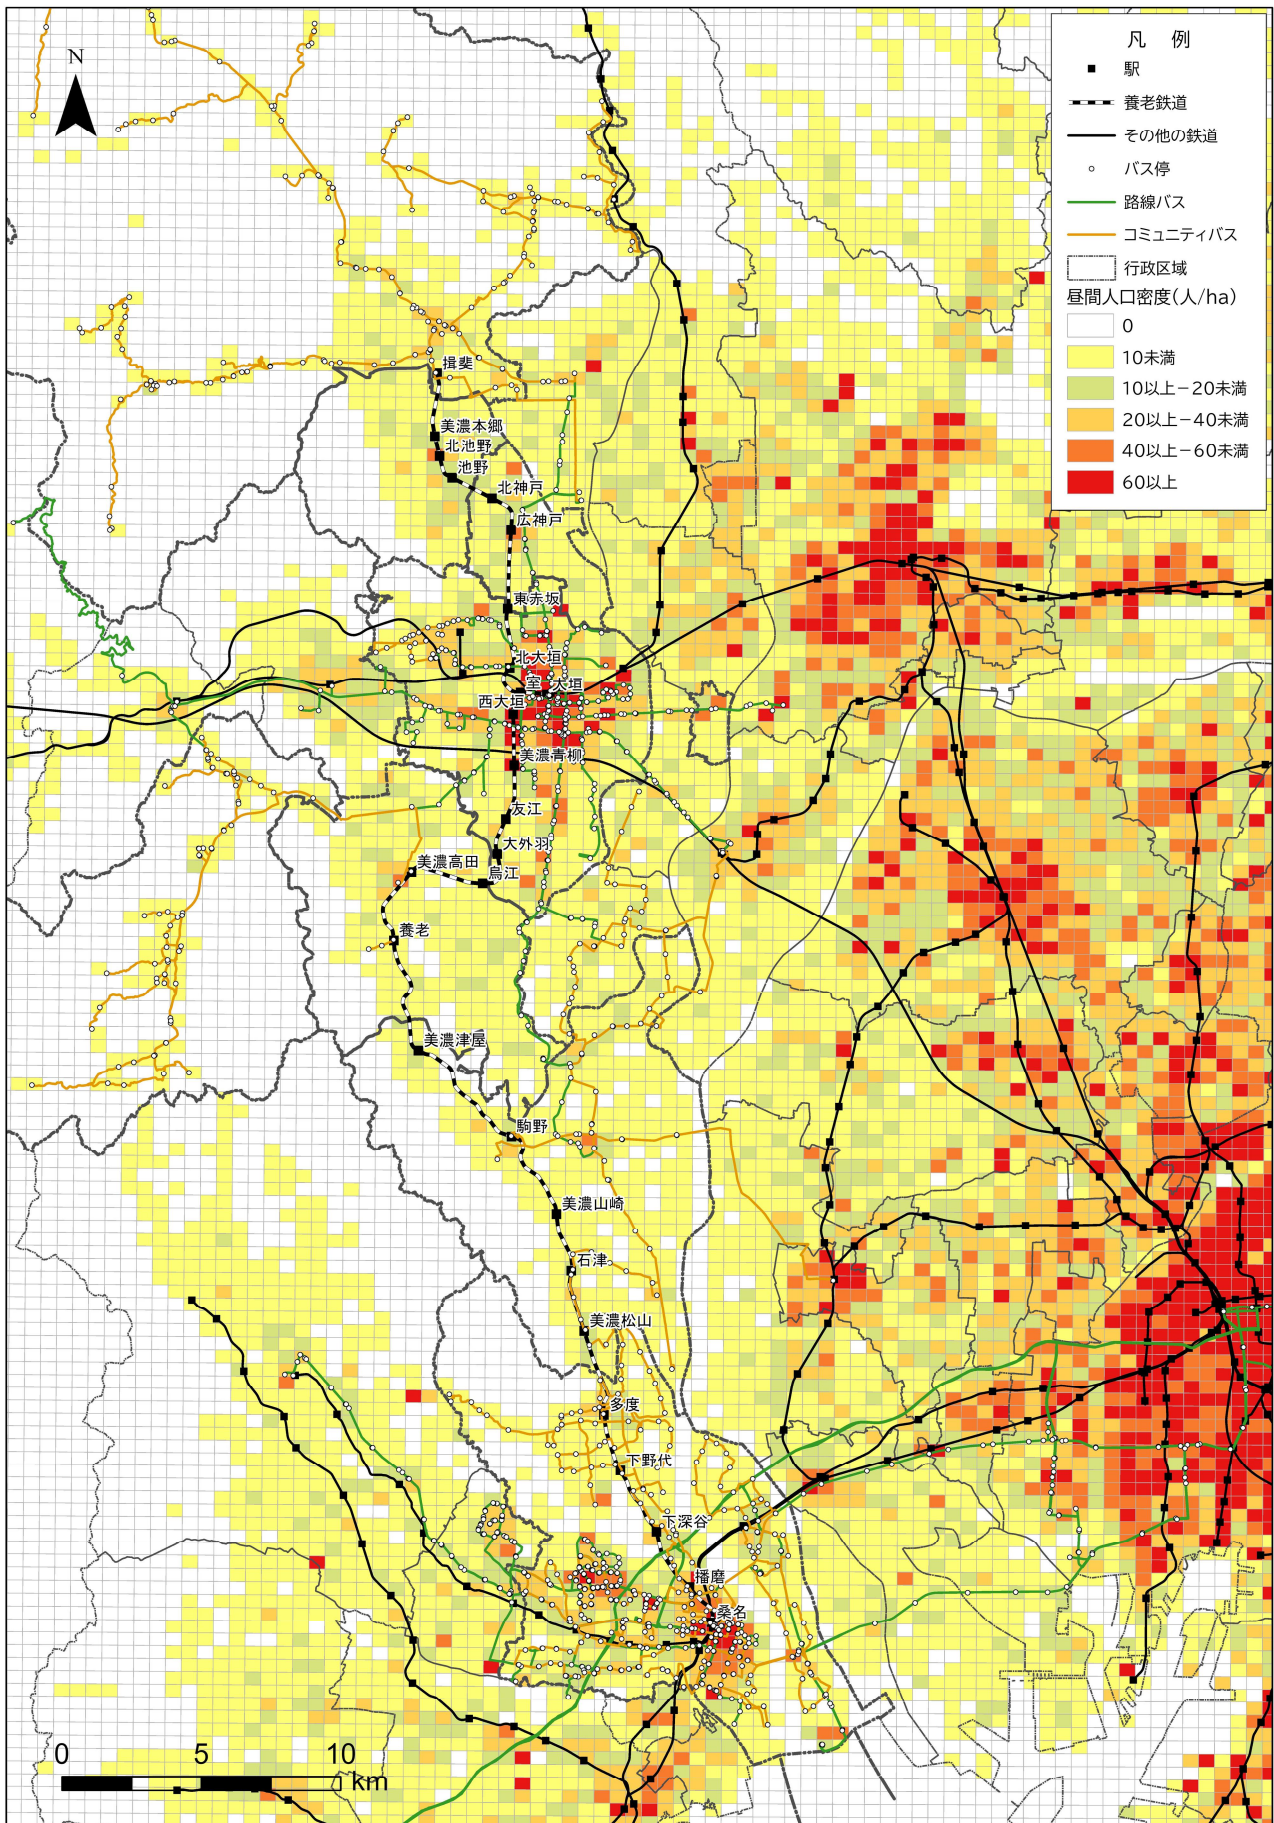 N
凡　例
駅
養老鉄道
その他の鉄道
バス停
路線バス
コミュニティバス
行政区域
昼間人口密度(人/ha)
0
10未満
10以上－20未満
20以上－40未満
40以上－60未満
60以上
揖斐
美濃本郷
北池野
池野
北神戸
広神戸
東赤坂
北大垣
室
大垣
西大垣
美濃青柳
友江
大外羽
美濃高田
烏江
養老
美濃津屋
駒野
美濃山崎
石津
美濃松山
多度
下野代
下深谷
播磨
桑名
0 5 10
km